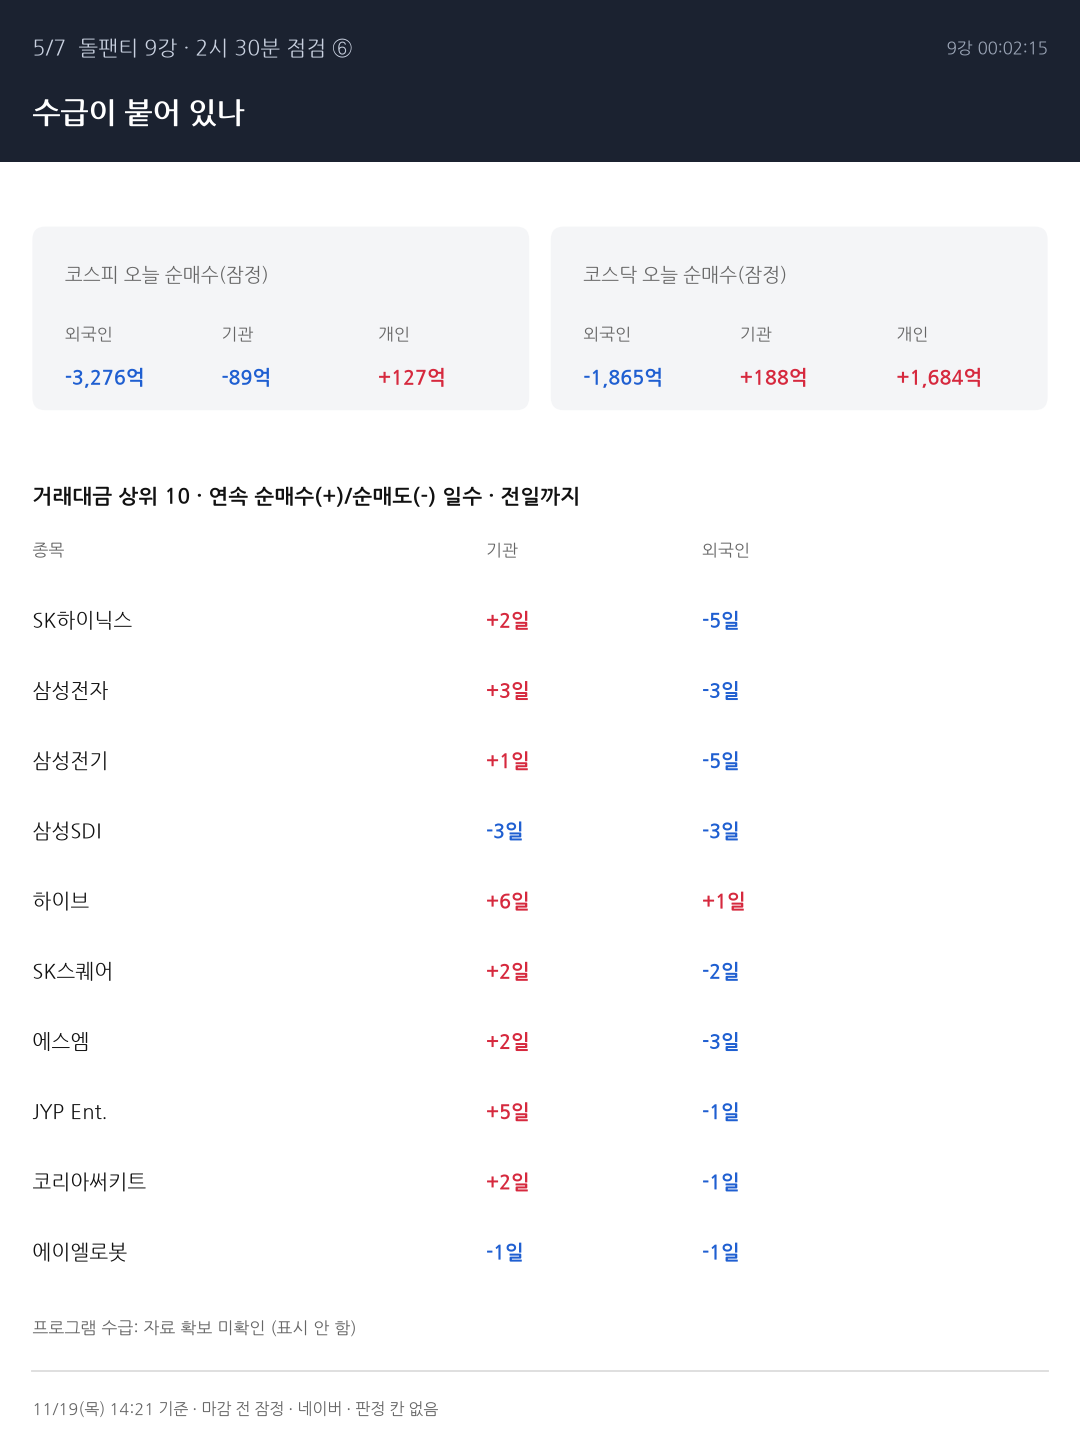 5/7 돌팬티 9강 · 2시 30분 점검 ⑥
9강 00:02:15
수급이 붙어 있나
코스피 오늘 순매수(잠정)
외국인 기관 개인
-3,276억 -89억 +127억
코스닥 오늘 순매수(잠정)
외국인 기관 개인
-1,865억 +188억 +1,684억
거래대금 상위 10 · 연속 순매수(+)/순매도(-) 일수 · 전일까지
종목 기관 외국인
SK하이닉스 +2일 -5일
삼성전자 +3일 -3일
삼성전기 +1일 -5일
삼성SDI -3일 -3일
하이브 +6일 +1일
SK스퀘어 +2일 -2일
에스엠 +2일 -3일
JYP Ent. +5일 -1일
코리아써키트 +2일 -1일
에이엘로봇 -1일 -1일
프로그램 수급: 자료 확보 미확인 (표시 안 함)
11/19(목) 14:21 기준 · 마감 전 잠정 · 네이버 · 판정 칸 없음